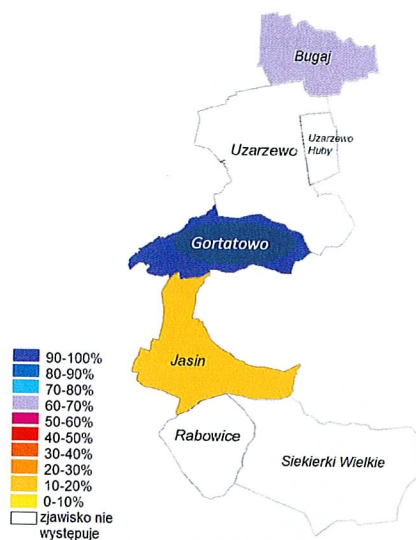 Bugaj
Uzarzewo
Uzarzewo
Huby
Gortatowo
Jasin
Rabowice
Siekierki Wielkie
90-100%
80-90%
70-80%
60-70%
50-60%
40-50%
30-40%
20-30%
10-20%
0-10%
zjawisko nie
występuje